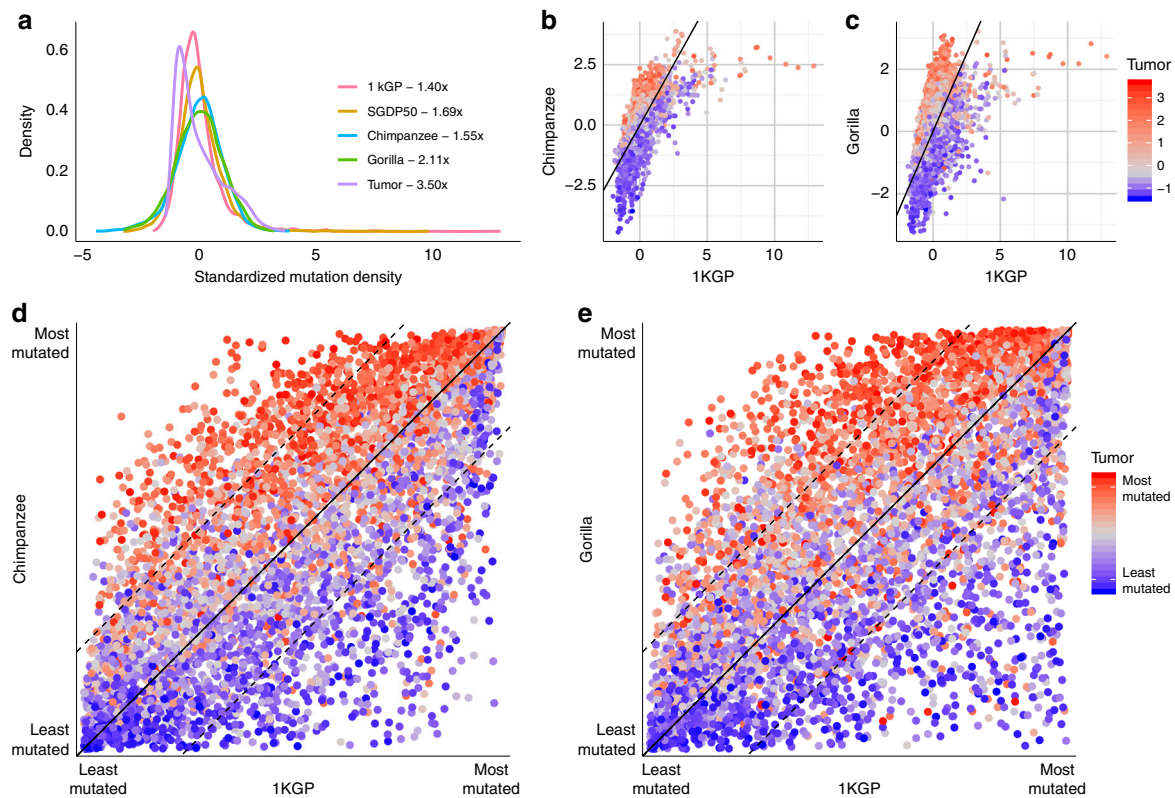 a
0.6
0.4
0.2
0.0
Density
−5
0
5
10
Standardized mutation density
1 kGP − 1.40x
SGDP50 − 1.69x
Chimpanzee − 1.55x
Gorilla − 2.11x
Tumor − 3.50x
b
2.5
0.0
−2.5
Chimpanzee
0
5
10
1KGP
c
2
0
−2
Gorilla
0
5
10
1KGP
Tumor
3
2
1
0
−1
d
Most
mutated
Chimpanzee
Least
mutated
Least
mutated
1KGP
Most
mutated
e
Most
mutated
Gorilla
Least
mutated
Least
mutated
1KGP
Most
mutated
Tumor
Most
mutated
Least
mutated